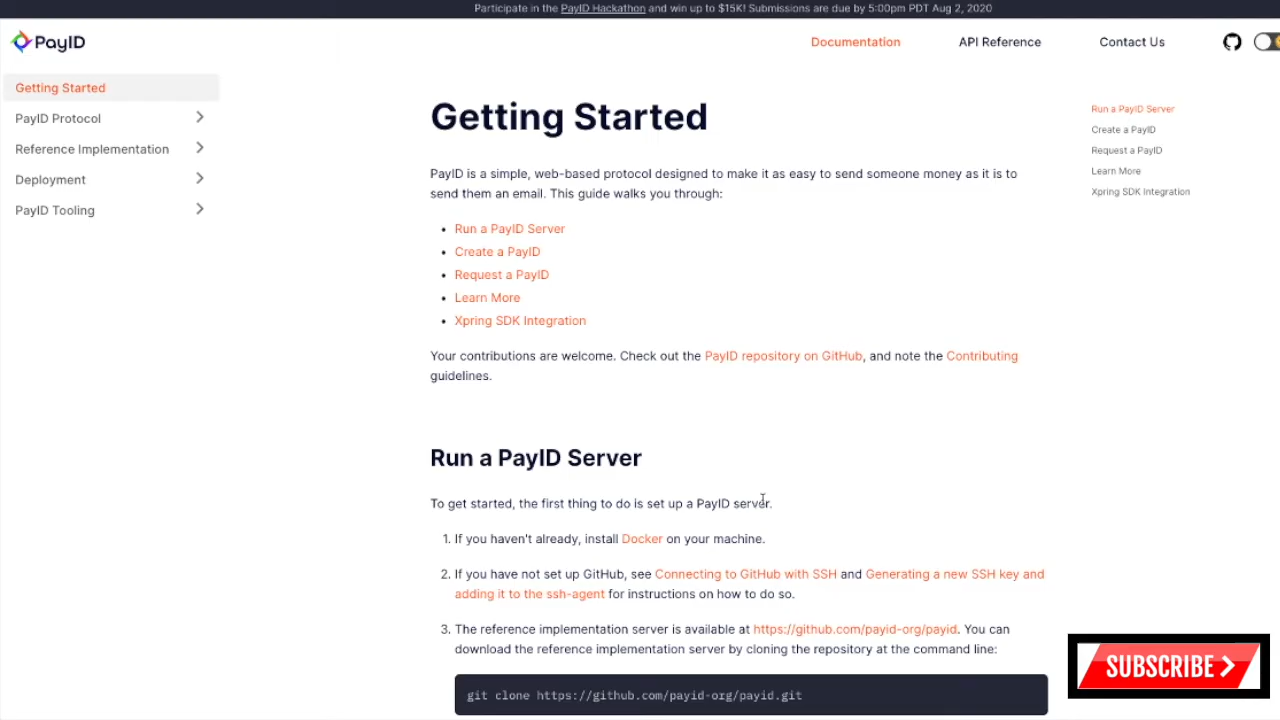 Participate in the PayID Hackathon and win up to $15K! Submissions are due by 5:00pm PDT Aug 2, 2020
PayID
Documentation
API Reference
Contact Us
Getting Started
PayID Protocol
Reference Implementation
Deployment
PayID Tooling
Getting Started
PayID is a simple, web-based protocol designed to make it as easy to send someone money as it is to
send them an email. This guide walks you through:
Run a PayID Server
Create a PayID
Request a PayID
Learn More
Xpring SDK Integration
Your contributions are welcome. Check out the PayID repository on GitHub, and note the Contributing
guidelines.
Run a PayID Server
To get started, the first thing to do is set up a PayID server.
1. If you haven't already, install Docker on your machine.
2. If you have not set up GitHub, see Connecting to GitHub with SSH and Generating a new SSH key and
adding it to the ssh-agent for instructions on how to do so.
3. The reference implementation server is available at https://github.com/payid-org/payid. You can
download the reference implementation server by cloning the repository at the command line:
git clone https://github.com/payid-org/payid.git
Run a PayID Server
Create a PayID
Request a PayID
Learn More
Xpring SDK Integration
SUBSCRIBE